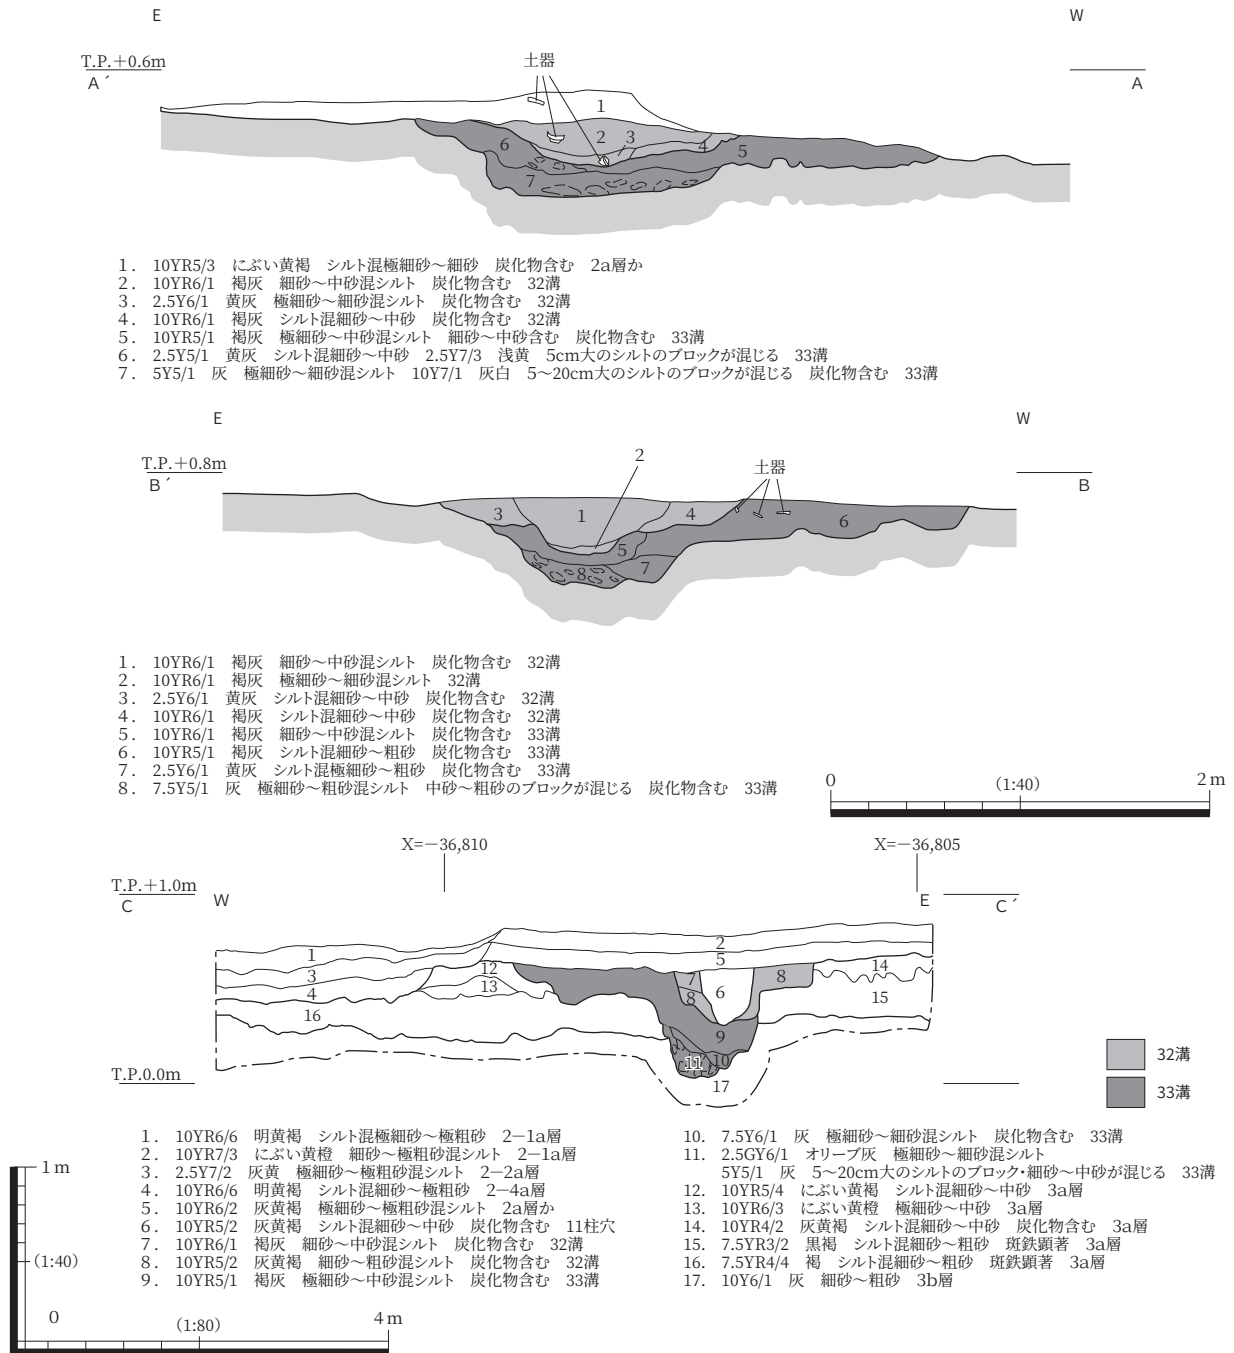 E W
T.P.＋0.6m
A´ A
土器
1
2 3
6 4 5
7
1． 10YR5/3 にぶい黄褐 シルト混極細砂～細砂 炭化物含む 2a層か
2． 10YR6/1 褐灰 細砂～中砂混シルト 炭化物含む 32溝
3． 2.5Y6/1 黄灰 極細砂～細砂混シルト 炭化物含む 32溝
4． 10YR6/1 褐灰 シルト混細砂～中砂 炭化物含む 32溝
5． 10YR5/1 褐灰 極細砂～中砂混シルト 細砂～中砂含む 炭化物含む 33溝
6． 2.5Y5/1 黄灰 シルト混細砂～中砂 2.5Y7/3 浅黄 5cm大のシルトのブロックが混じる 33溝
7． 5Y5/1 灰 極細砂～細砂混シルト 10Y7/1 灰白 5～20cm大のシルトのブロックが混じる 炭化物含む 33溝
E W
T.P.＋0.8m
B´ B
2
土器
3 1 4 6
5
8 7
1． 10YR6/1 褐灰 細砂～中砂混シルト 炭化物含む 32溝
2． 10YR6/1 褐灰 極細砂～細砂混シルト 32溝
3． 2.5Y6/1 黄灰 シルト混細砂～中砂 炭化物含む 32溝
4． 10YR6/1 褐灰 シルト混細砂～中砂 炭化物含む 32溝
5． 10YR6/1 褐灰 細砂～中砂混シルト 炭化物含む 33溝
6． 10YR5/1 褐灰 シルト混細砂～粗砂 炭化物含む 33溝
7． 2.5Y6/1 黄灰 シルト混極細砂～粗砂 炭化物含む 33溝
8． 7.5Y5/1 灰 極細砂～粗砂混シルト 中砂～粗砂のブロックが混じる 炭化物含む 33溝
0 (1:40) 2m
X=－36,810 X=－36,805
T.P.＋1.0m
C W E C´
1 2
5
3 12 7 8 14
4 13 8 6 15
16
9
11 10
17
T.P.0.0m
32溝
33溝
1． 10YR6/6 明黄褐 シルト混極細砂～極粗砂 2－1a層
2． 10YR7/3 にぶい黄橙 細砂～極粗砂混シルト 2－1a層
3． 2.5Y7/2 灰黄 極細砂～極粗砂混シルト 2－2a層
4． 10YR6/6 明黄褐 シルト混細砂～極粗砂 2－4a層
5． 10YR6/2 灰黄褐 極細砂～極粗砂混シルト 2a層か
6． 10YR5/2 灰黄褐 シルト混細砂～中砂 炭化物含む 11柱穴
7． 10YR6/1 褐灰 細砂～中砂混シルト 炭化物含む 32溝
8． 10YR5/2 灰黄褐 細砂～粗砂混シルト 炭化物含む 32溝
9． 10YR5/1 褐灰 極細砂～中砂混シルト 炭化物含む 33溝
10. 7.5Y6/1 灰 極細砂～細砂混シルト 炭化物含む 33溝
11. 2.5GY6/1 オリーブ灰 極細砂～細砂混シルト
5Y5/1 灰 5～20cm大のシルトのブロック・細砂～中砂が混じる 33溝
12. 10YR5/4 にぶい黄褐 シルト混細砂～中砂 3a層
13. 10YR6/3 にぶい黄橙 極細砂～中砂 3a層
14. 10YR4/2 灰黄褐 シルト混細砂～中砂 炭化物含む 3a層
15. 7.5YR3/2 黒褐 シルト混細砂～粗砂 斑鉄顕著 3a層
16. 7.5YR4/4 褐 シルト混細砂～粗砂 斑鉄顕著 3a層
17. 10Y6/1 灰 細砂～粗砂 3b層
1m
(1:40)
0 (1:80) 4m